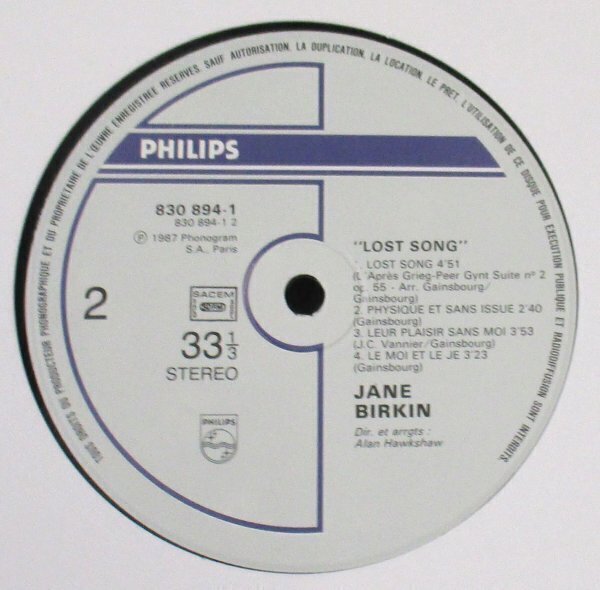 TOUS DROITS DU PRODUCTEUR PHONOGRAPHIQUE ET DU PROPRIETAIRE DE L'ŒUVRE ENREGISTREE RESERVES. SAUF AUTORISATION, LA DUPLICATION, LA LOCATION, LE PRET, L'UTILISATION DE CE DISQUE POUR EXECUTION PUBLIQUE ET RADIODIFFUSION SONT INTERDITS.
PHILIPS
830 894-1
830 894-1 2
Ⓟ 1987 Phonogram
S.A., Paris
2
SACEM
33 1/3
STEREO
PHILIPS
"LOST SONG"
. LOST SONG 4'51
(L'Après Grieg-Peer Gynt Suite nº 2
op. 55 - Arr. Gainsbourg/
Gainsbourg)
2. PHYSIQUE ET SANS ISSUE 2'40
(Gainsbourg)
3. LEUR PLAISIR SANS MOI 3'53
(J.C. Vannier/Gainsbourg)
4. LE MOI ET LE JE 3'23
(Gainsbourg)
JANE
BIRKIN
Dir. et arrgts :
Alan Hawkshaw